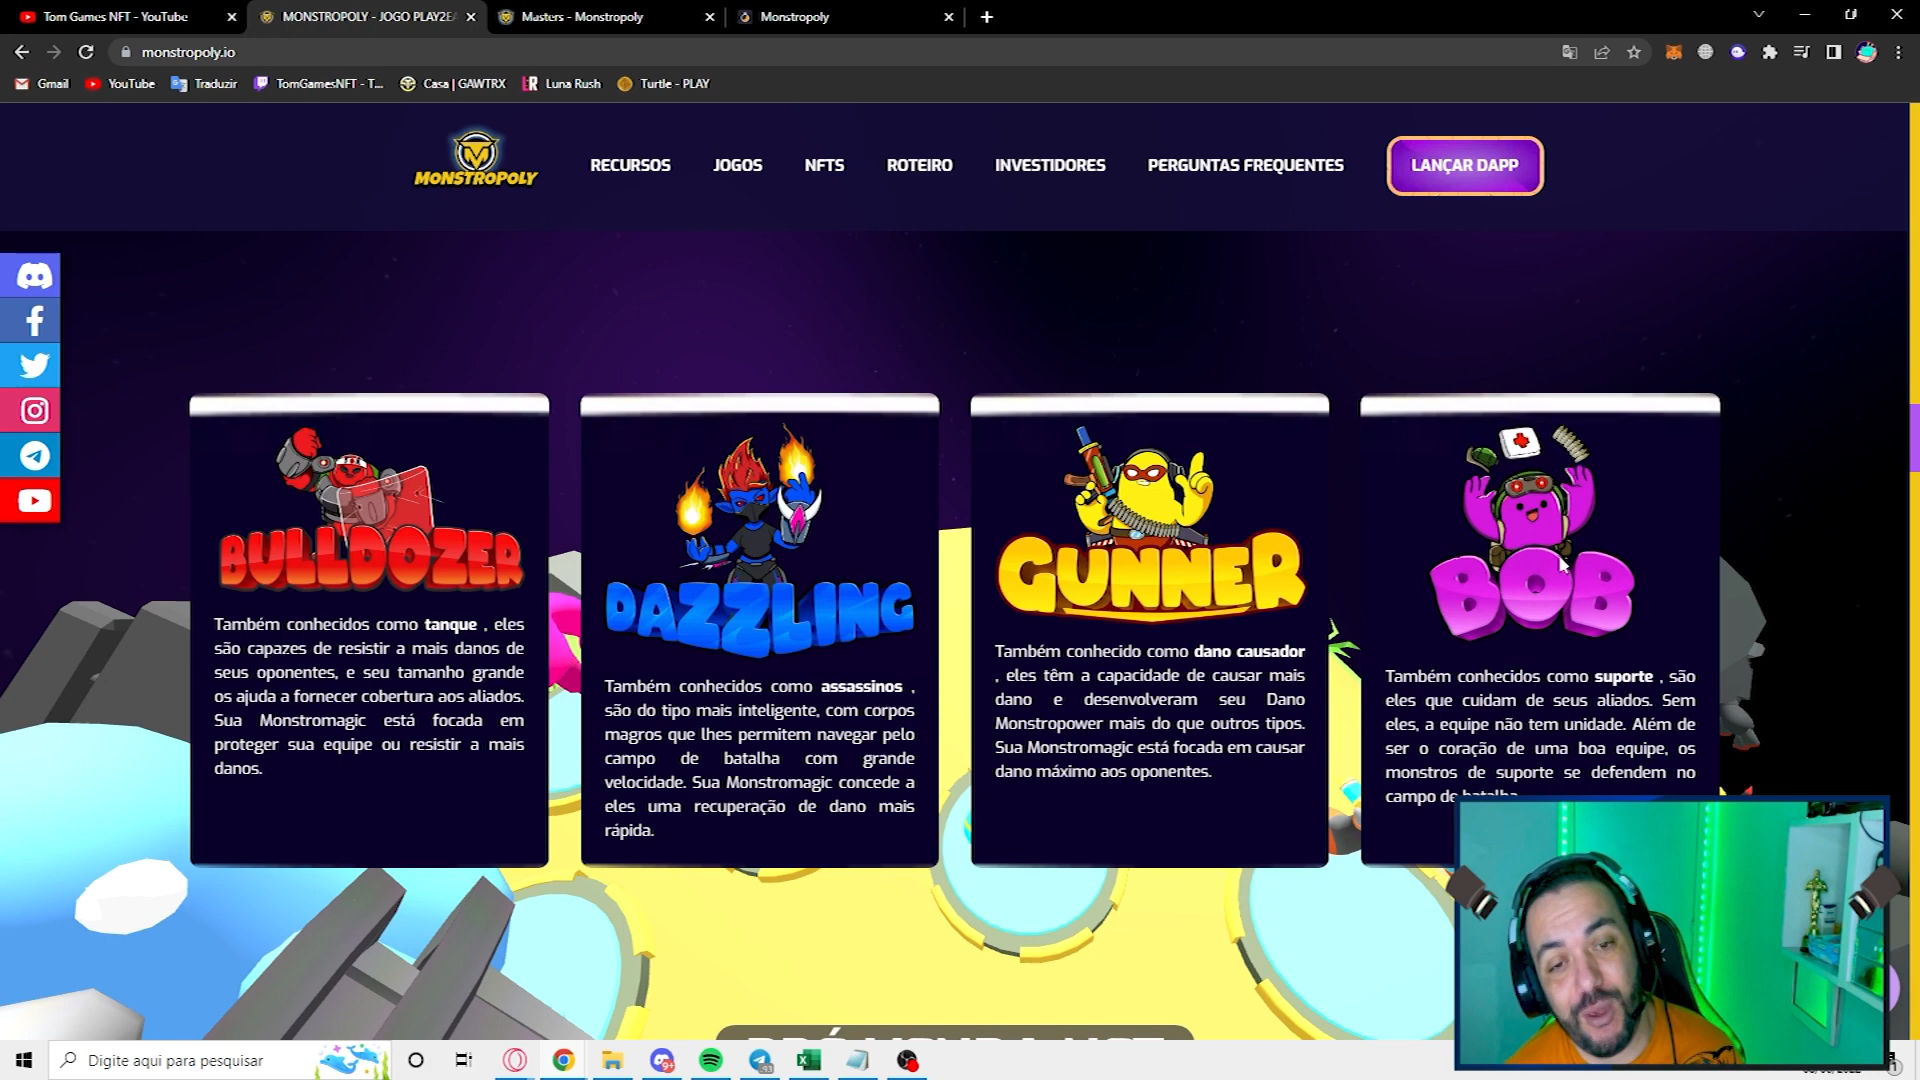 Tom Games NFT - YouTube
MONSTROPOLY - JOGO PLAY2EA
Masters - Monstropoly
Monstropoly
monstropoly.io
Gmail
YouTube
Traduzir
TomGamesNFT - T...
Casa | GAWTRX
Luna Rush
Turtle - PLAY
MONSTROPOLY
RECURSOS
JOGOS
NFTS
ROTEIRO
INVESTIDORES
PERGUNTAS FREQUENTES
LANÇAR DAPP
BULLDOZER
Também conhecidos como tanque , eles
são capazes de resistir a mais danos de
seus oponentes, e seu tamanho grande
os ajuda a fornecer cobertura aos aliados.
Sua Monstromagic está focada em
proteger sua equipe ou resistir a mais
danos.
DAZZLING
Também conhecidos como assassinos ,
são do tipo mais inteligente, com corpos
magros que lhes permitem navegar pelo
campo de batalha com grande
velocidade. Sua Monstromagic concede a
eles uma recuperação de dano mais
rápida.
GUNNER
Também conhecido como dano causador
, eles têm a capacidade de causar mais
dano e desenvolveram seu Dano
Monstropower mais do que outros tipos.
Sua Monstromagic está focada em causar
dano máximo aos oponentes.
BOB
Também conhecidos como suporte , são
eles que cuidam de seus aliados. Sem
eles, a equipe não tem unidade. Além de
ser o coração de uma boa equipe, os
monstros de suporte se defendem no
campo de batalha.
Digite aqui para pesquisar
9+
93